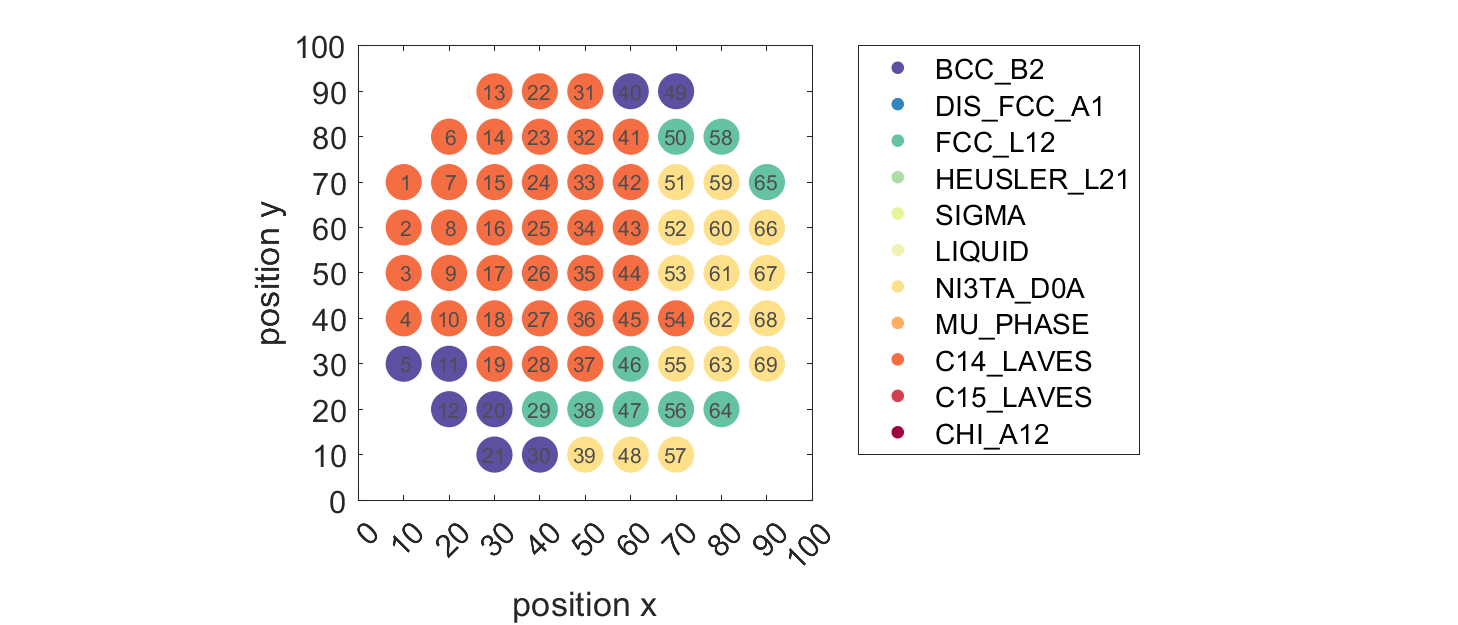 100
90
80
70
60
50
40
30
20
10
0
position y
13 22 31 40 49
6 14 23 32 41 50 58
1 7 15 24 33 42 51 59 65
2 8 16 25 34 43 52 60 66
3 9 17 26 35 44 53 61 67
4 10 18 27 36 45 54 62 68
5 11 19 28 37 46 55 63 69
12 20 29 38 47 56 64
21 30 39 48 57
0 10 20 30 40 50 60 70 80 90 100
position x
BCC_B2
DIS_FCC_A1
FCC_L12
HEUSLER_L21
SIGMA
LIQUID
NI3TA_D0A
MU_PHASE
C14_LAVES
C15_LAVES
CHI_A12